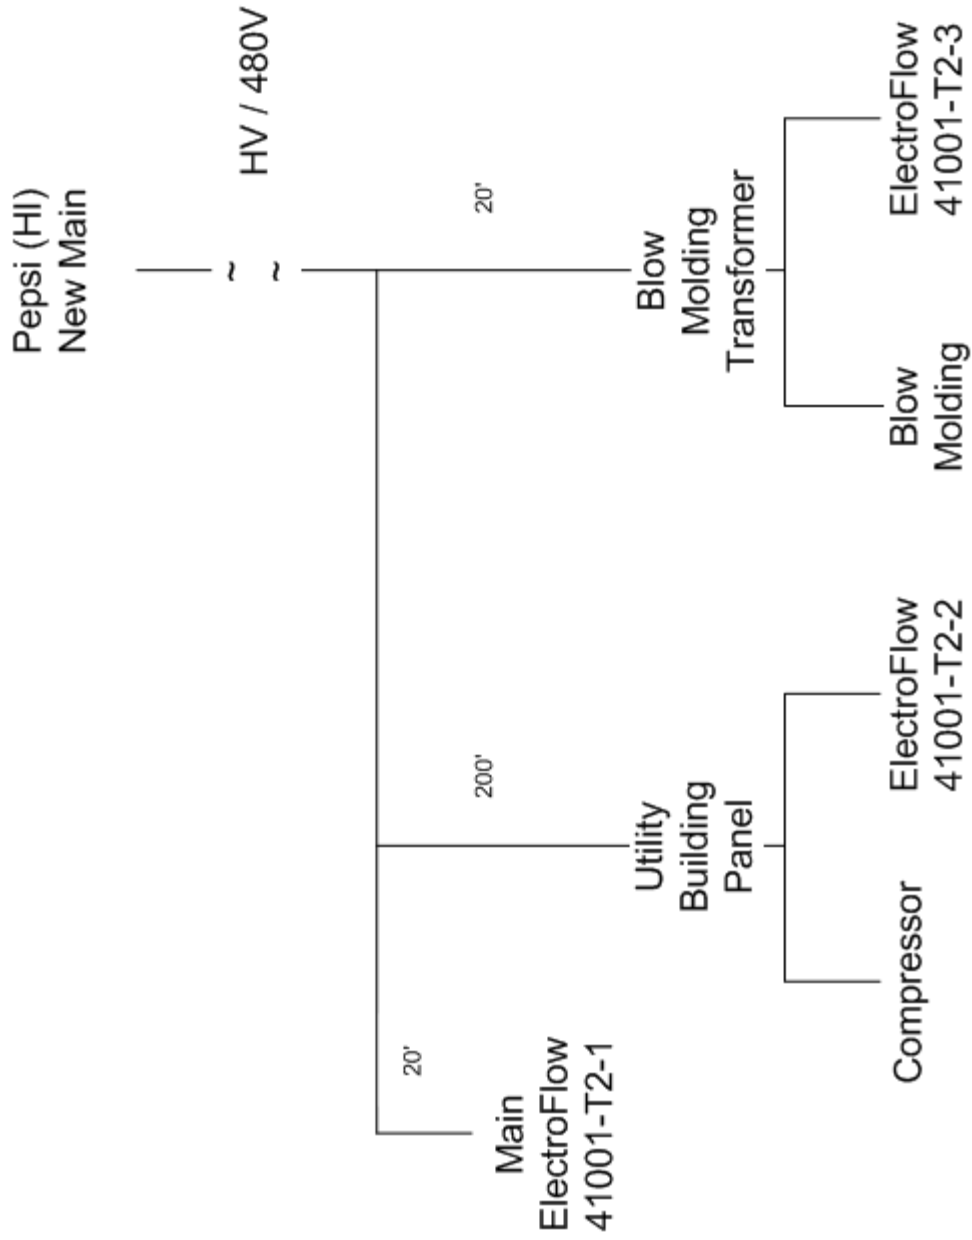 Pepsi (HI)
New Main
~
~
HV / 480V
20'
200'
20'
Main
ElectroFlow
41001-T2-1
Utility
Building
Panel
Blow
Molding
Transformer
Compressor
ElectroFlow
41001-T2-2
Blow
Molding
ElectroFlow
41001-T2-3